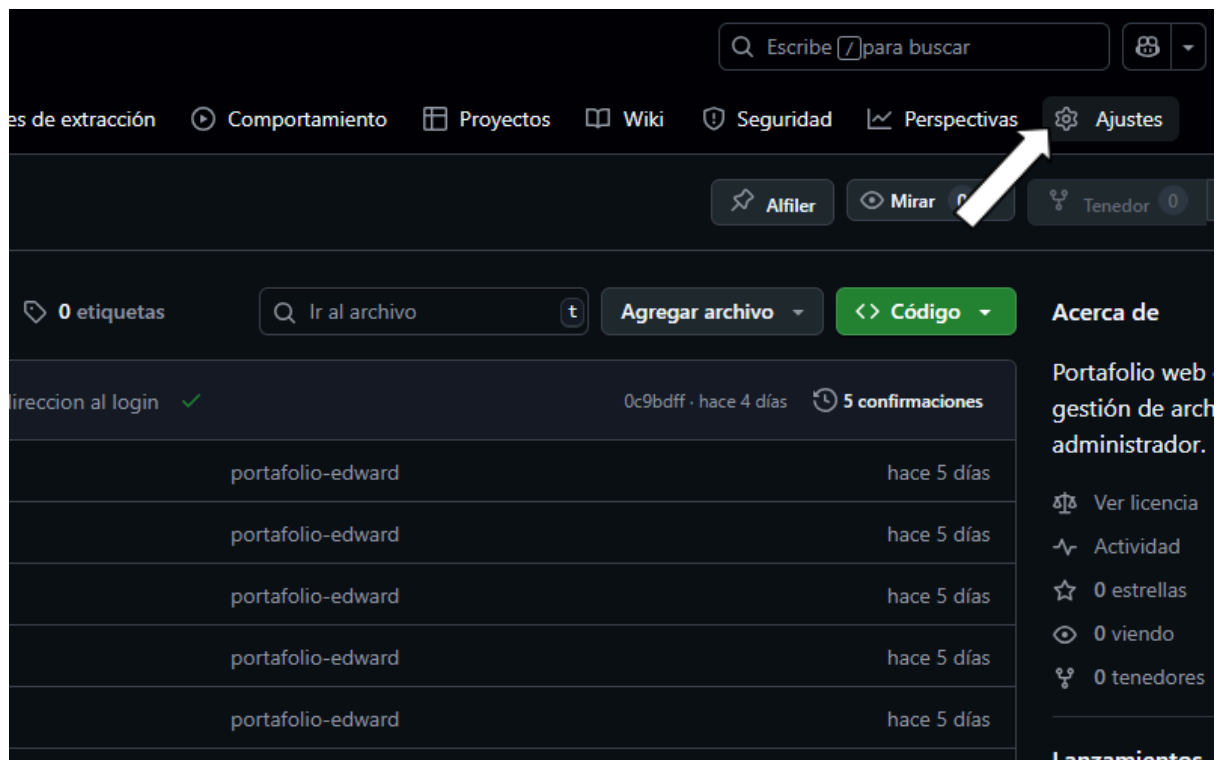 Escribe / para buscar
es de extracción Comportamiento Proyectos Wiki Seguridad Perspectivas Ajustes
Alfiler Mirar Tenedor 0
0 etiquetas Ir al archivo t Agregar archivo <> Código
Acerca de
Portafolio web
gestión de arch
administrador.
direccion al login 0c9bdff · hace 4 días 5 confirmaciones
portafolio-edward hace 5 días
portafolio-edward hace 5 días
portafolio-edward hace 5 días
portafolio-edward hace 5 días
portafolio-edward hace 5 días
Ver licencia
Actividad
0 estrellas
0 viendo
0 tenedores
Lanzamientos